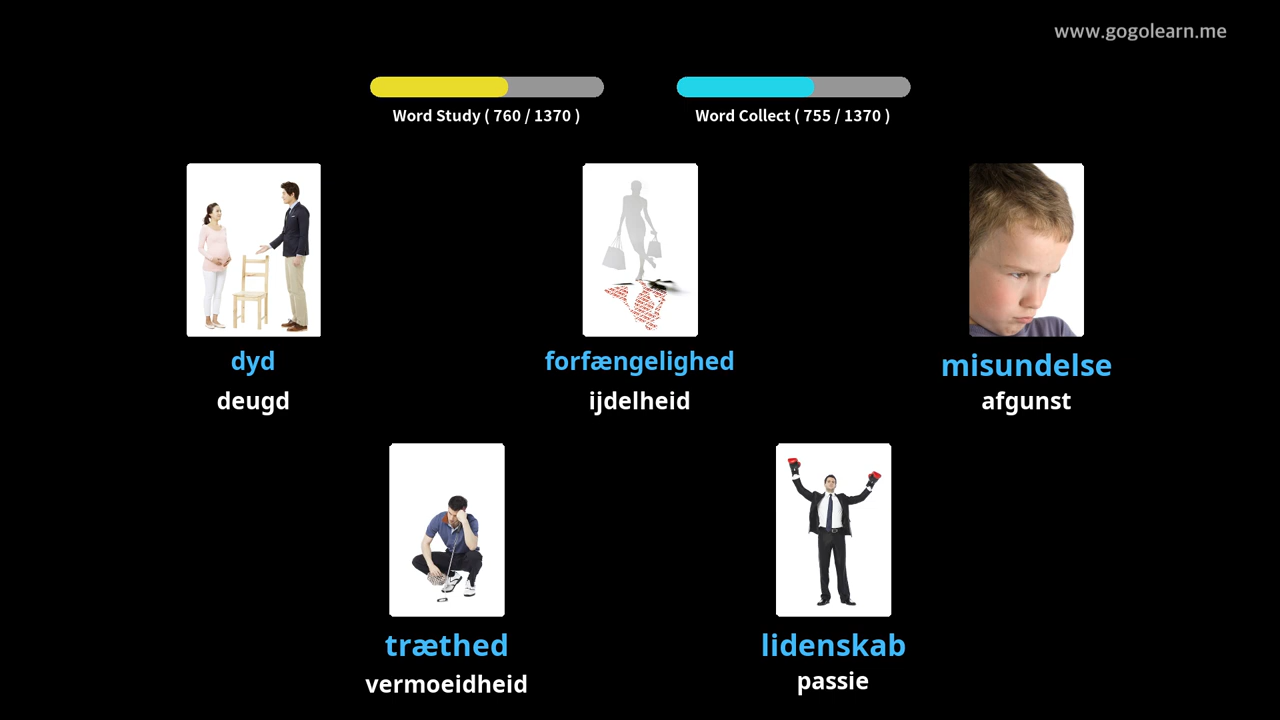 www.gogolearn.me
Word Study ( 760 / 1370 )
Word Collect ( 755 / 1370 )
dyd
forfængelighed
misundelse
deugd
ijdelheid
afgunst
træthed
lidenskab
vermoeidheid
passie